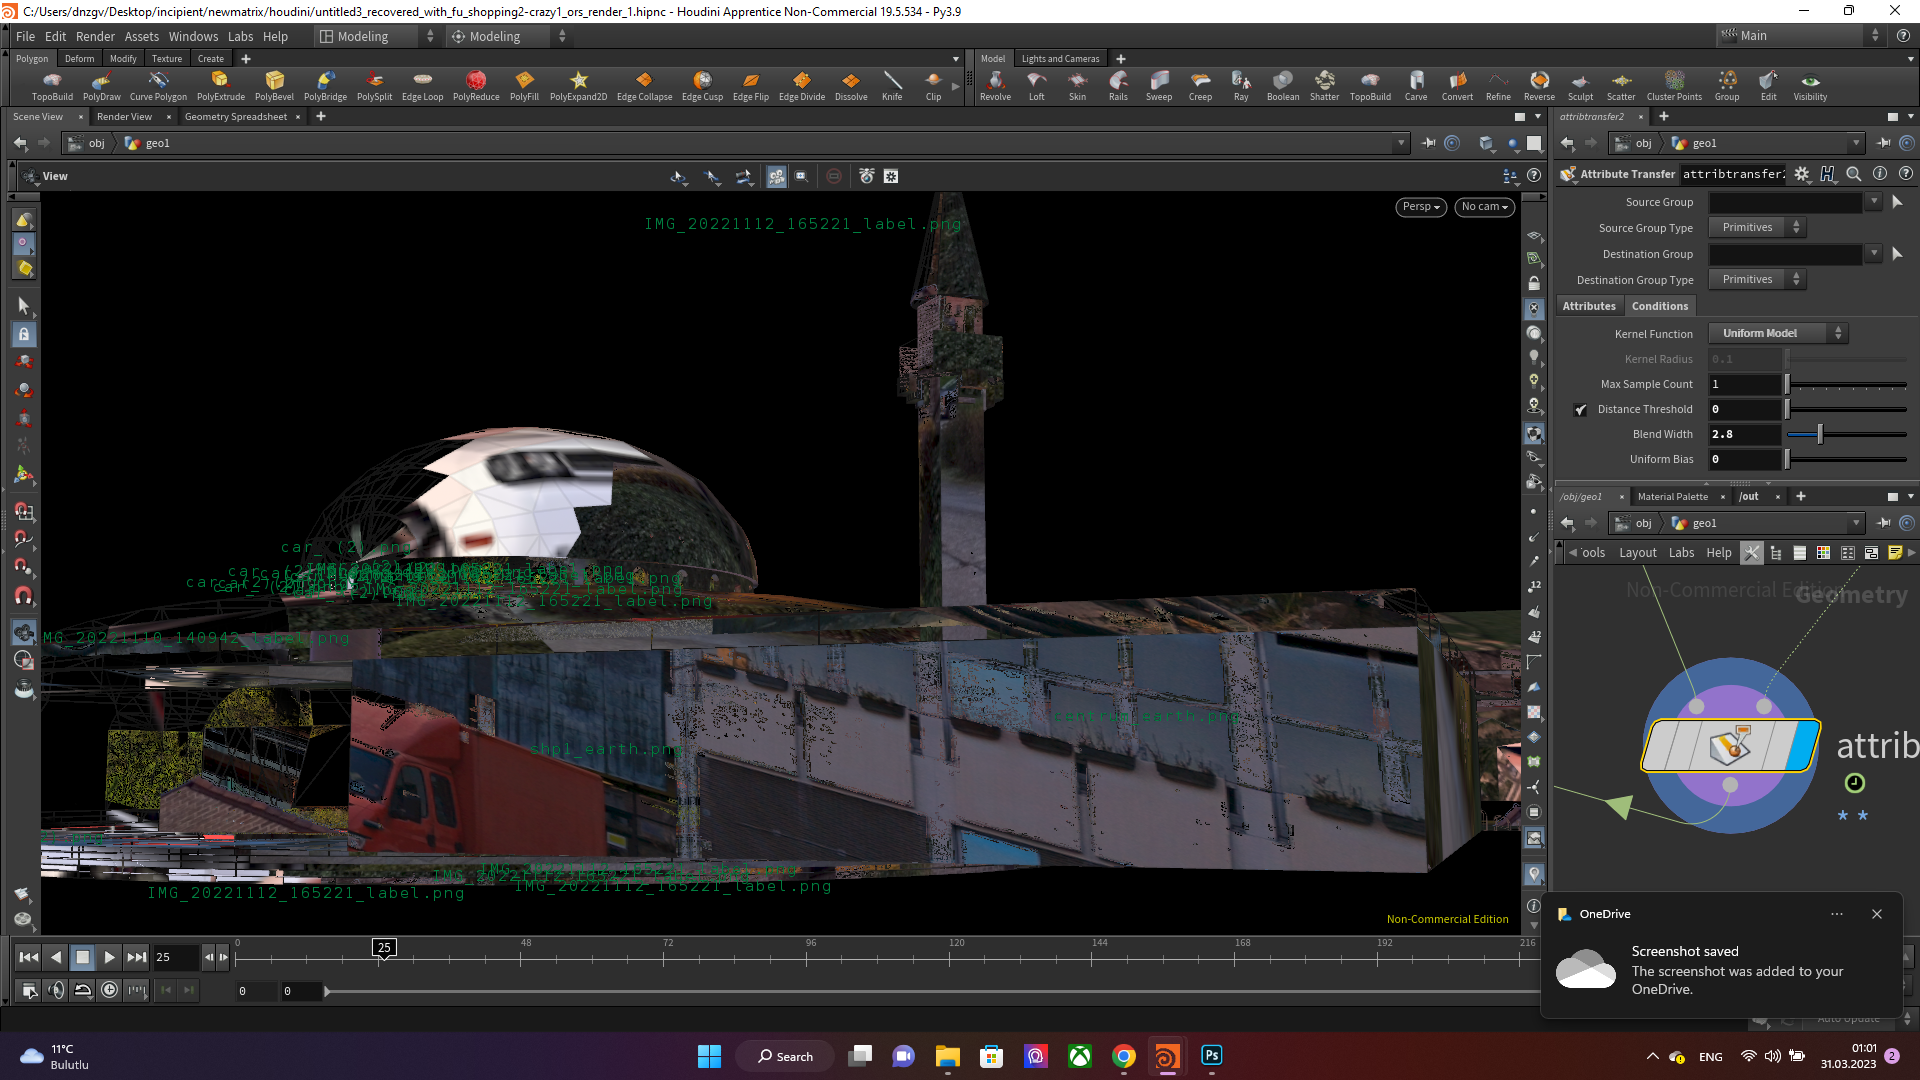 C:/Users/dnzgv/Desktop/incipient/newmatrix/houdini/untitled3_recovered_with_fu_shopping2-crazy1_ors_render_1.hipnc - Houdini Apprentice Non-Commercial 19.5.534 - Py3.9
File Edit Render Assets Windows Labs Help Modeling Modeling Main
Polygon Deform Modify Texture Create
Model Lights and Cameras
TopoBuild PolyDraw Curve Polygon PolyExtrude PolyBevel PolyBridge PolySplit Edge Loop PolyReduce PolyFill PolyExpand2D Edge Collapse Edge Cusp Edge Flip Edge Divide Dissolve Knife Clip
Revolve Loft Skin Rails Sweep Creep Ray Boolean Shatter TopoBuild Carve Convert Refine Reverse Sculpt Scatter Cluster Points Group Edit Visibility
Scene View Render View Geometry Spreadsheet
obj geo1
View
Persp No cam
IMG_20221112_165221_label.png
car_ (2).png
IMG_20221112_165221_label.png
MG_20221110_140942_label.png
centrum_earth.png
shp1_earth.png
IMG_20221112_165221_label.png
IMG_20221112_165221_label.png
Non-Commercial Edition
attribtransfer2
obj geo1
Attribute Transfer attribtransfer2
Source Group
Source Group Type Primitives
Destination Group
Destination Group Type Primitives
Attributes Conditions
Kernel Function Uniform Model
Kernel Radius 0.1
Max Sample Count 1
Distance Threshold 0
Blend Width 2.8
Uniform Bias 0
/obj/geo1 Material Palette /out
obj geo1
ools Layout Labs Help
Non-Commercial Edition
Geometry
attrib
OneDrive
Screenshot saved
The screenshot was added to your
OneDrive.
Auto Update
0 25 48 72 96 120 144 168 192 216
25
0 0
11°C
Bulutlu
Search
ENG
01:01
31.03.2023
2